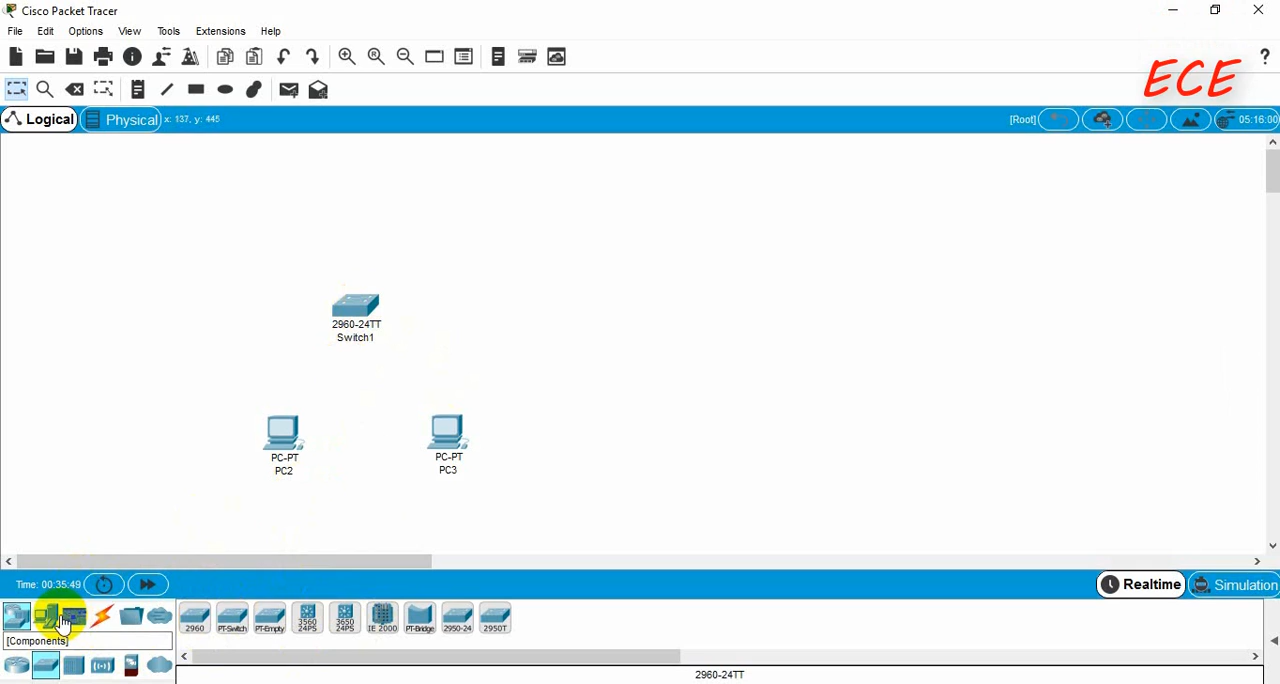 Cisco Packet Tracer
File Edit Options View Tools Extensions Help
?
ECE
Logical Physical x: 137, y: 445 [Root] 05:16:00
2960-24TT
Switch1
PC-PT
PC2
PC-PT
PC3
Time: 00:35:49 Realtime Simulation
2960 PT-Switch PT-Empty 3560 24PS 3650 24PS IE 2000 PT-Bridge 2950-24 2950T
[Components]
2960-24TT